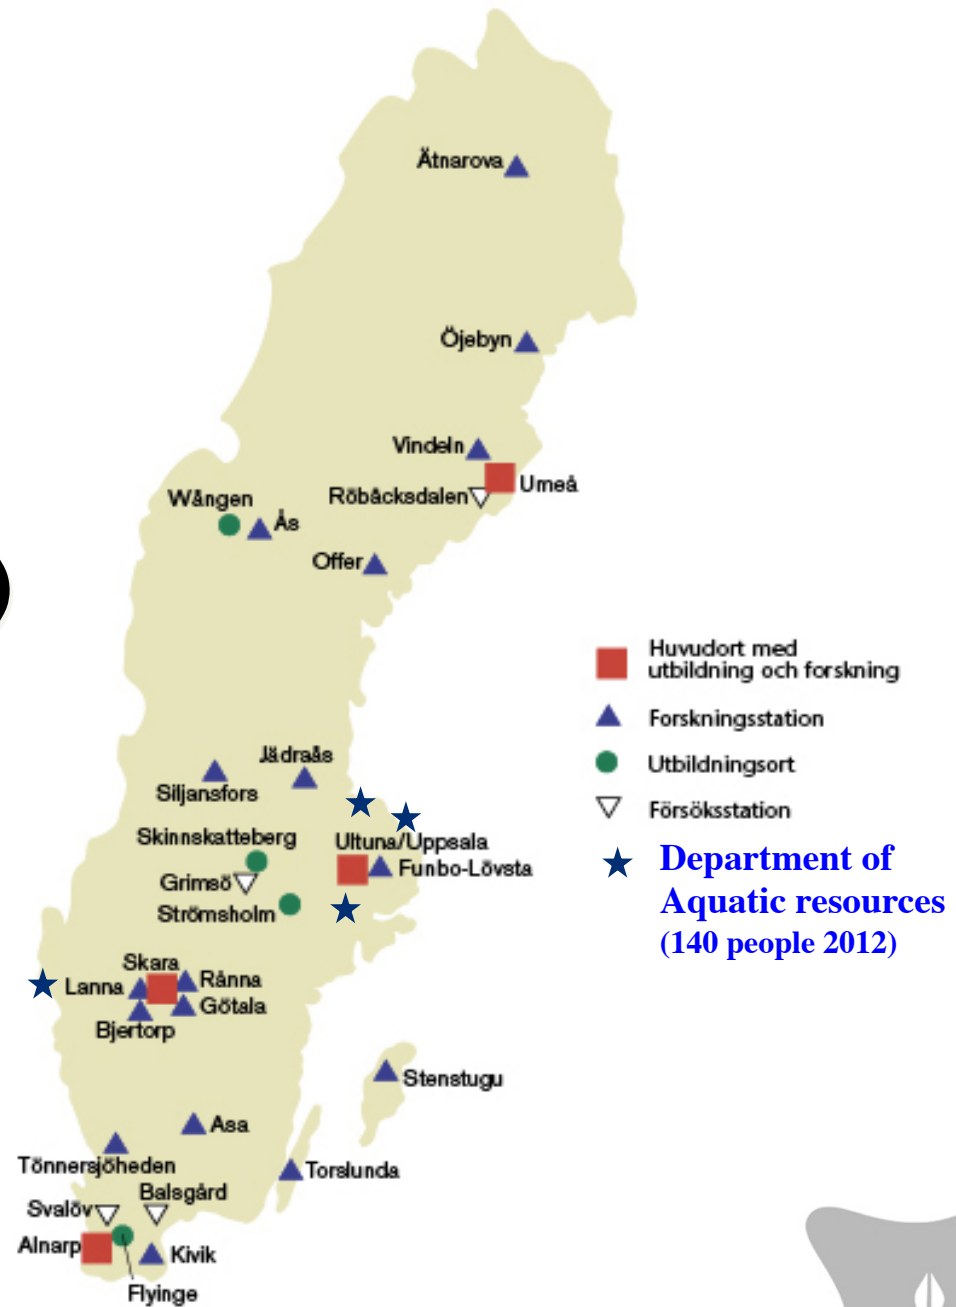 Ätnarova
Öjebyn
Vindeln
Umeå
Röbäcksdalen
Wången
Ås
Offer
Huvudort med
utbildning och forskning
Forskningsstation
Utbildningsort
Försöksstation
Department of
Aquatic resources
(140 people 2012)
Jädraås
Siljansfors
Skinnskatteberg
Ultuna/Uppsala
Funbo-Lövsta
Grimsö
Strömsholm
Skara
Lanna
Rånna
Götala
Bjertorp
Stenstugu
Asa
Tönnersjöheden
Torslunda
Balsgård
Svalöv
Alnarp
Kivik
Flyinge